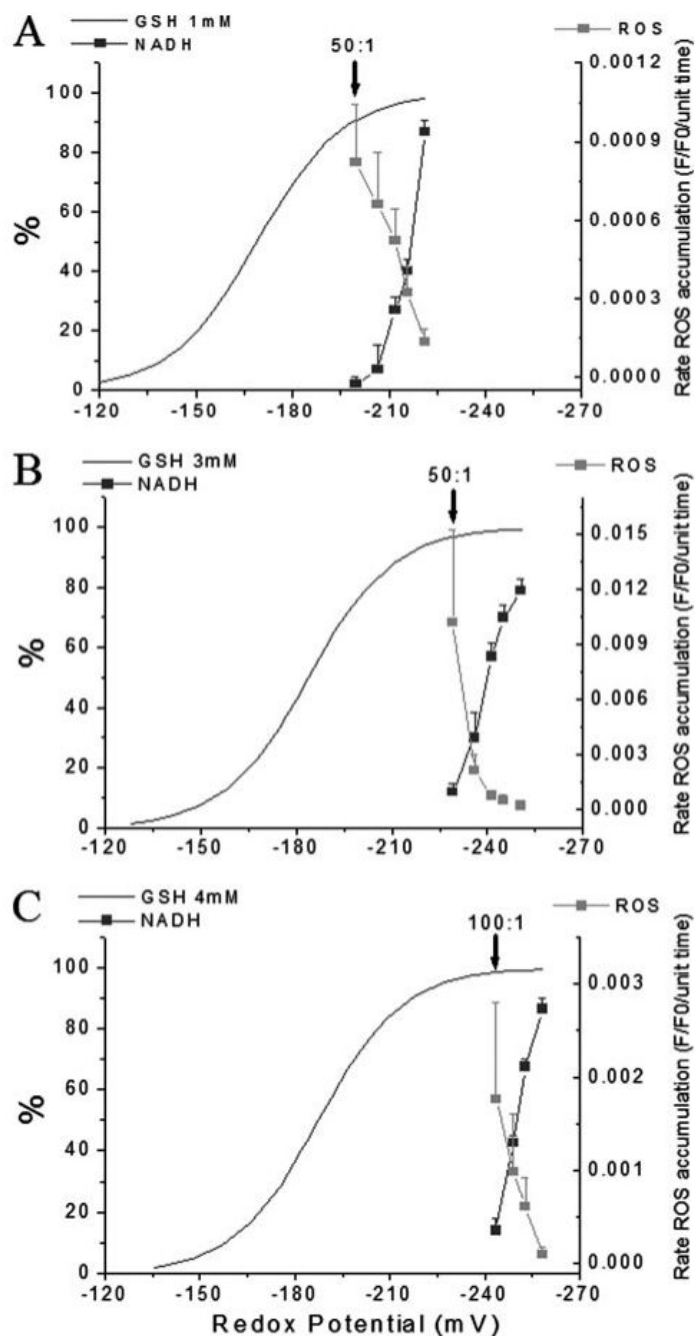 A
GSH 1mM
NADH
ROS
50:1
100
80
60
40
20
0
%
0.0012
0.0009
0.0006
0.0003
0.0000
Rate ROS accumulation (F/F0/unit time)
-120 -150 -180 -210 -240 -270
B
GSH 3mM
NADH
ROS
50:1
100
80
60
40
20
0
%
0.015
0.012
0.009
0.006
0.003
0.000
Rate ROS accumulation (F/F0/unit time)
-120 -150 -180 -210 -240 -270
C
GSH 4mM
NADH
ROS
100:1
100
80
60
40
20
0
%
0.003
0.002
0.001
0.000
Rate ROS accumulation (F/F0/unit time)
-120 -150 -180 -210 -240 -270
Redox Potential (mV)